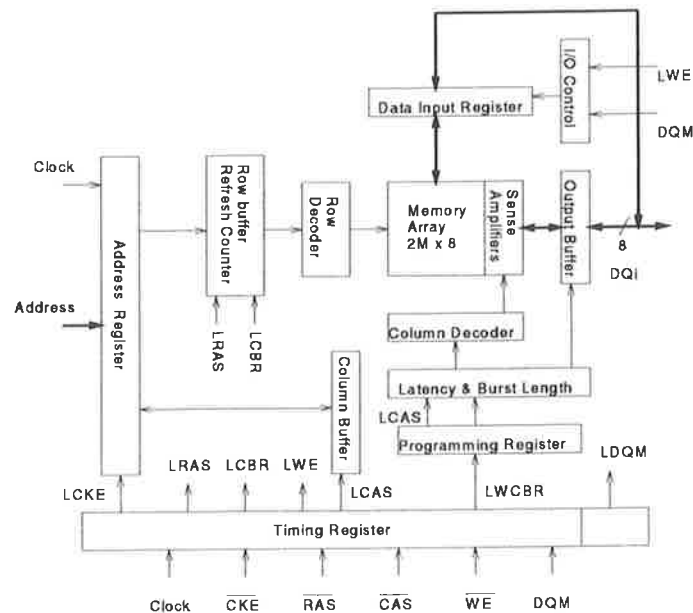 I/O Control
LWE
Data Input Register
DQM
Clock
Address Register
Row buffer
Refresh Counter
Row
Decoder
Memory
Array
2M x 8
Sense
Amplifiers
Output Buffer
8
DQi
Address
LRAS
LCBR
Column Decoder
Column Buffer
Latency & Burst Length
LCAS
Programming Register
LCKE
LRAS
LCBR
LWE
LCAS
LWCBR
LDQM
Timing Register
Clock
CKE
RAS
CAS
WE
DQM